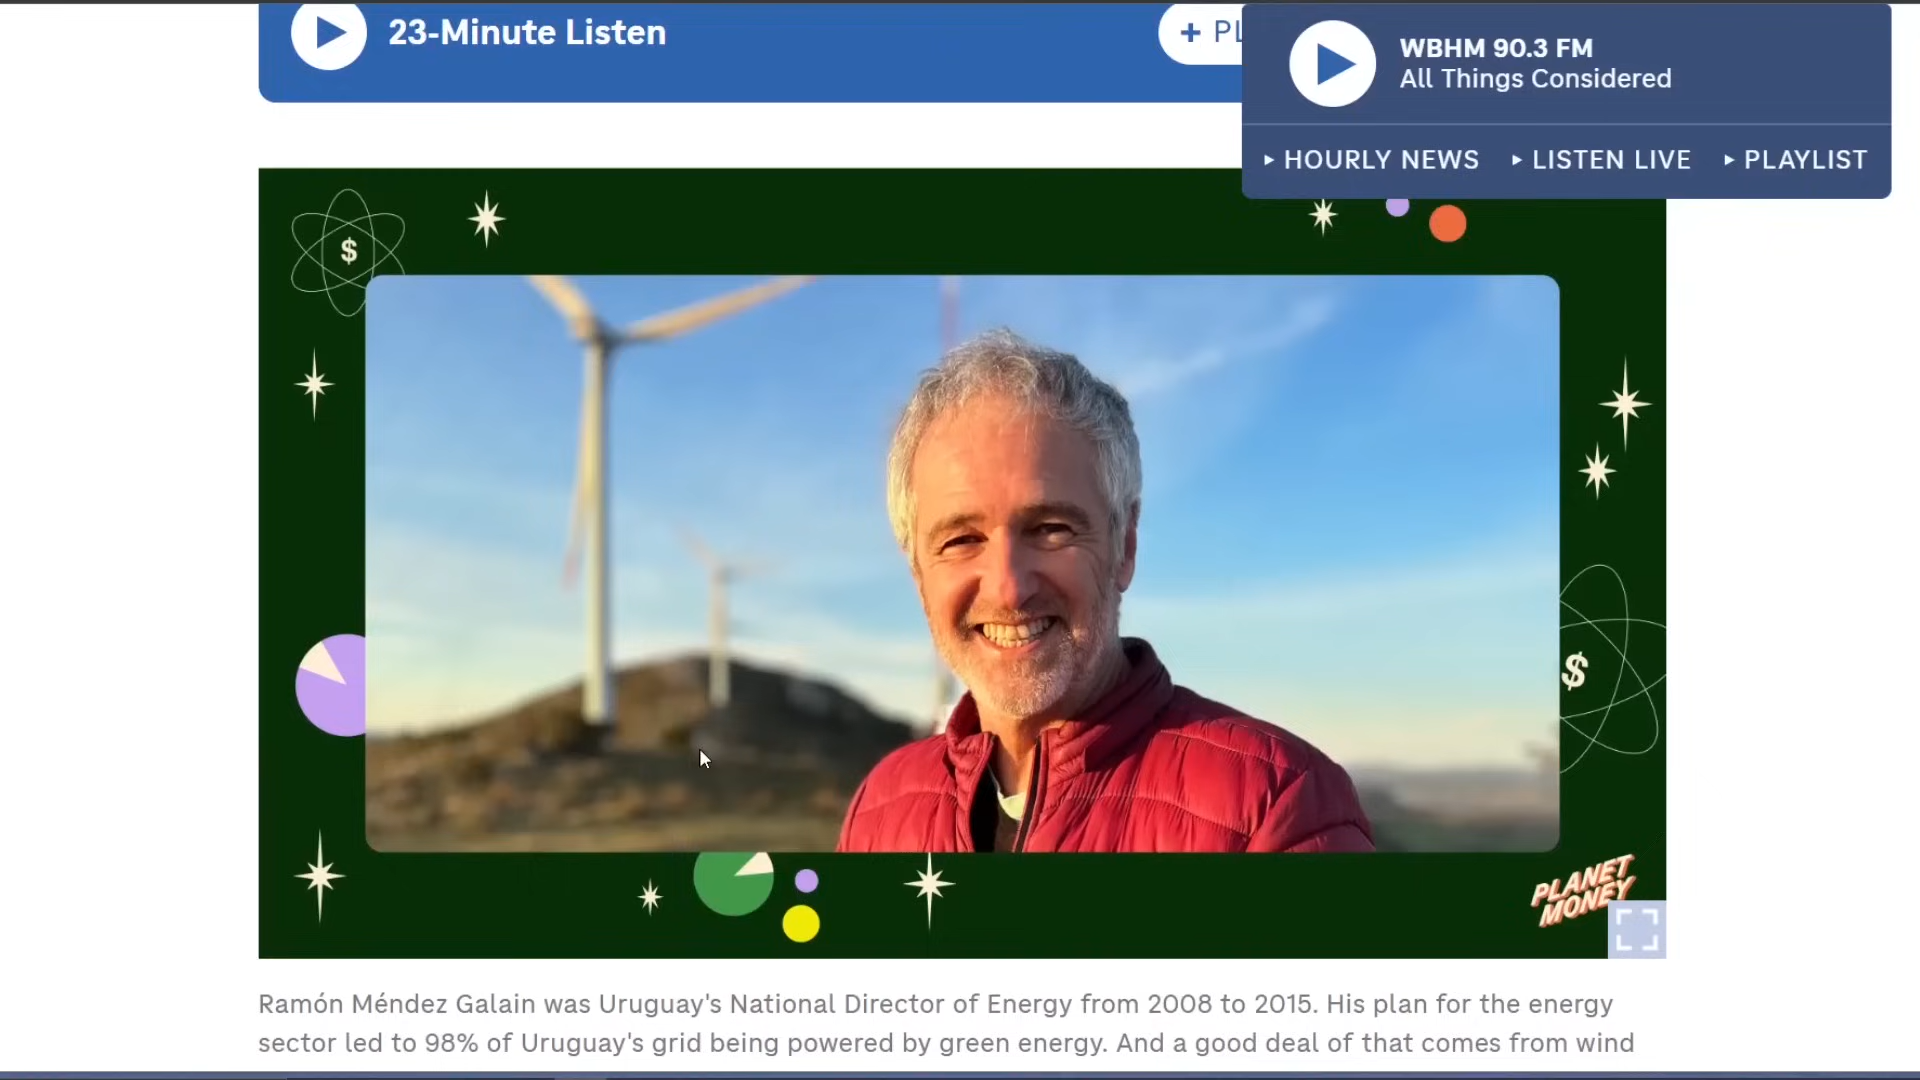 23-Minute Listen
+
WBHM 90.3 FM
All Things Considered
HOURLY NEWS
LISTEN LIVE
PLAYLIST
$
$
PLANET
MONEY
Ramón Méndez Galain was Uruguay's National Director of Energy from 2008 to 2015. His plan for the energy
sector led to 98% of Uruguay's grid being powered by green energy. And a good deal of that comes from wind